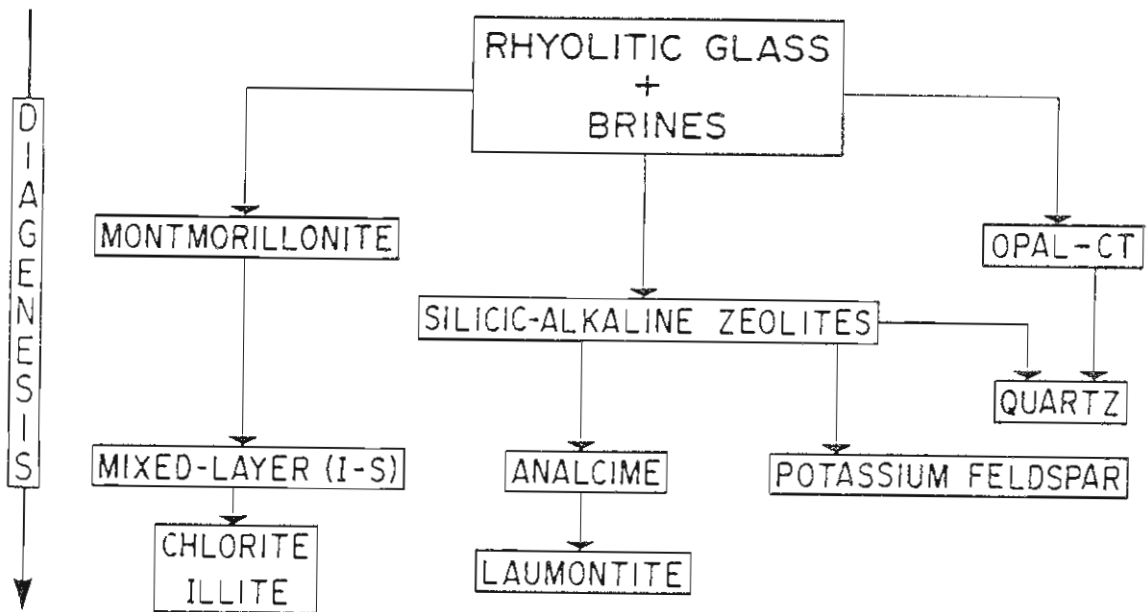 DIAGENESIS
RHYOLITIC GLASS
+
BRINES
MONTMORILLONITE
OPAL-CT
SILICIC-ALKALINE ZEOLITES
QUARTZ
MIXED-LAYER (I-S)
ANALCIME
POTASSIUM FELDSPAR
CHLORITE
ILLITE
LAUMONTITE